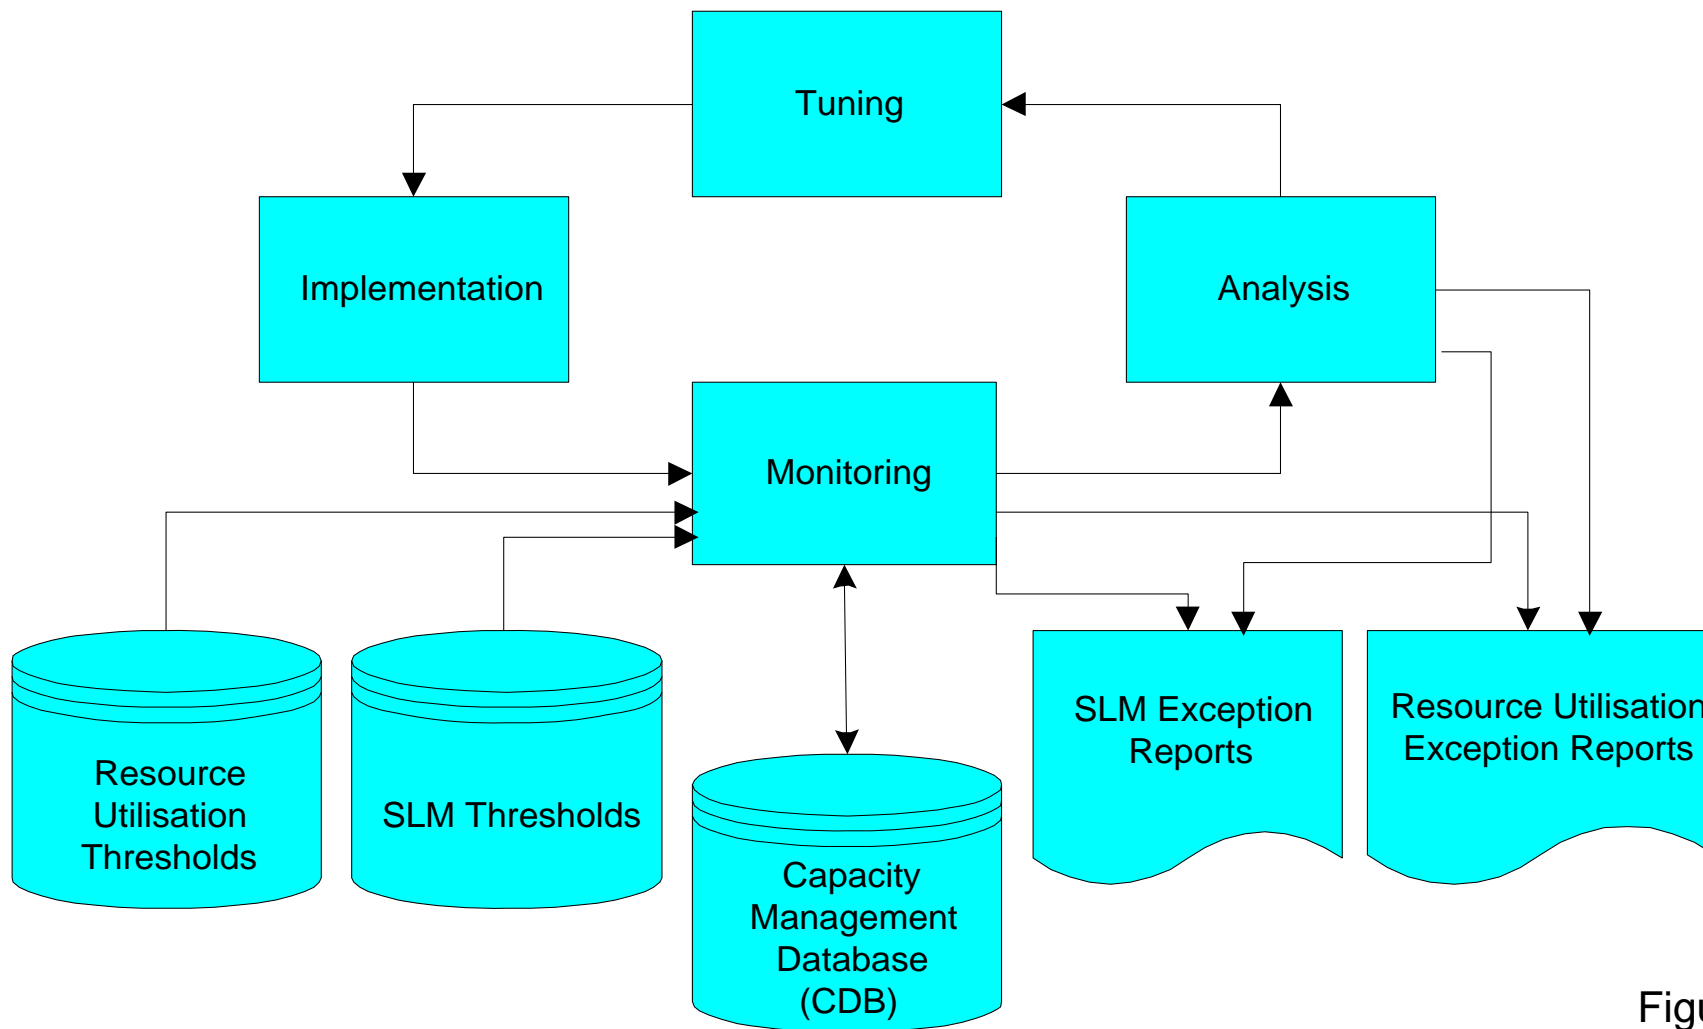 Tuning
Implementation
Analysis
Monitoring
Resource
Utilisation
Thresholds
SLM Thresholds
Capacity
Management
Database
(CDB)
SLM Exception
Reports
Resource Utilisation
Exception Reports